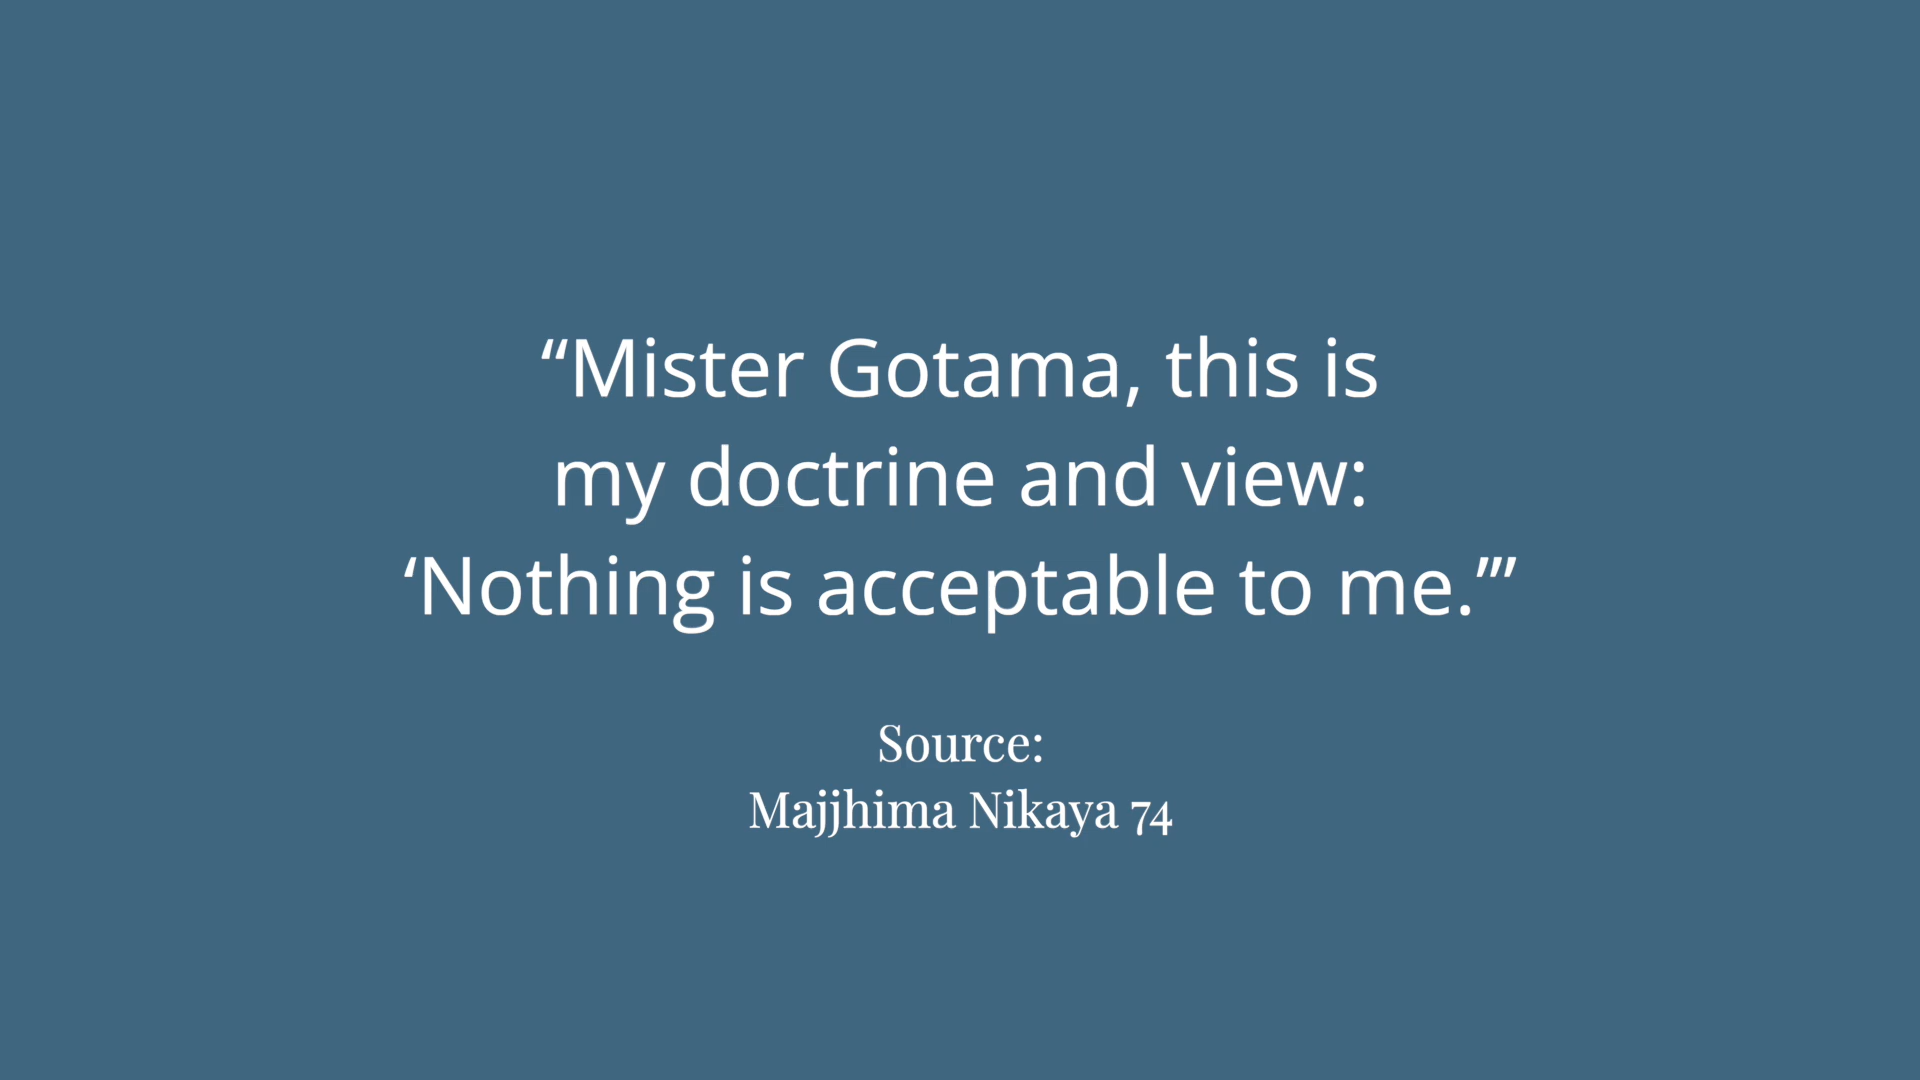 “Mister Gotama, this is
my doctrine and view:
‘Nothing is acceptable to me.’”
Source:
Majjhima Nikaya 74